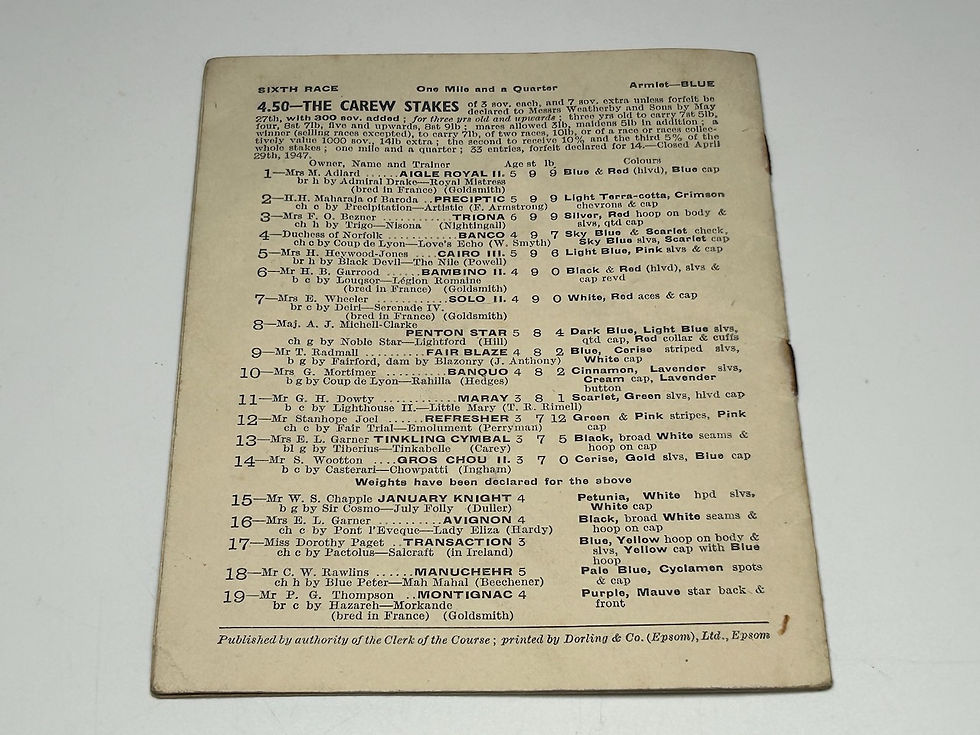 SIXTH RACE One Mile and a Quarter Armlet—BLUE
4.50—THE CAREW STAKES of 3 sov. each, and 7 sov. extra unless forfeit be
declared to Messrs Weatherby and Sons by May
27th, with 300 sov. added ; for three yrs old and upwards ; three yrs old to carry 7st 5lb,
four, 8st 7lb, five and upwards, 8st 9lb ; mares allowed 3lb, maidens 5lb in addition ; a
winner (selling races excepted), to carry 7lb, of two races, 10lb, or of a race or races collec-
tively value 1000 sov., 14lb extra ; the second to receive 10% and the third 5% of the
whole stakes ; one mile and a quarter ; 33 entries, forfeit declared for 14.—Closed April
29th, 1947.
Owner, Name and Trainer Age st lb Colours
1—Mrs M. Adlard ......AIGLE ROYAL II. 5 9 9 Blue & Red (hlvd), Blue cap
br h by Admiral Drake—Royal Mistress
(bred in France) (Goldsmith)
2—H.H. Maharaja of Baroda ..PRECIPTIC 5 9 9 Light Terra-cotta, Crimson
ch c by Precipitation—Artistic (F. Armstrong) chevrons & cap
3—Mrs F. O. Bezner ............TRIONA 6 9 9 Silver, Red hoop on body &
ch h by Trigo—Nisona (Nightingall) slvs, qtd cap
4—Duchess of Norfolk ...........BANCO 4 9 7 Sky Blue & Scarlet check,
ch c by Coup de Lyon—Love's Echo (W. Smyth) Sky Blue slvs, Scarlet cap
5—Mrs H. Heywood-Jones ....CAIRO III. 5 9 6 Light Blue, Pink slvs & cap
br h by Black Devil—The Nile (Powell)
6—Mr H. B. Garrood ......BAMBINO II. 4 9 0 Black & Red (hlvd), slvs &
b c by Louqsor—Légion Romaine cap revd
(bred in France) (Goldsmith)
7—Mrs E. Wheeler ............SOLO II. 4 9 0 White, Red aces & cap
br c by Deiri—Serenade IV.
(bred in France) (Goldsmith)
8—Maj. A. J. Michell-Clarke
PENTON STAR 5 8 4 Dark Blue, Light Blue slvs,
ch g by Noble Star—Lightford (Hill) qtd cap, Red collar & cuffs
9—Mr T. Radmall ..........FAIR BLAZE 4 8 2 Blue, Cerise striped slvs,
b g by Fairford, dam by Blazonry (J. Anthony) White cap
10—Mrs G. Mortimer ..........BANQUO 4 8 2 Cinnamon, Lavender slvs,
b g by Coup de Lyon—Rahilla (Hedges) Cream cap, Lavender
button
11—Mr G. H. Dowty ............MARAY 3 8 1 Scarlet, Green slvs, hlvd cap
b c by Lighthouse II.—Little Mary (T. R. Rimell)
12—Mr Stanhope Joel ......REFRESHER 3 7 12 Green & Pink stripes, Pink
ch c by Fair Trial—Emolument (Perryman) cap
13—Mrs E. L. Garner TINKLING CYMBAL 3 7 5 Black, broad White seams &
bl g by Tiberius—Tinkabelle (Carey) hoop on cap
14—Mr S. Wootton ....GROS CHOU II. 3 7 0 Cerise, Gold slvs, Blue cap
b c by Casterari—Chowpatti (Ingham)
Weights have been declared for the above
15—Mr W. S. Chapple JANUARY KNIGHT 4 Petunia, White hpd slvs,
b g by Sir Cosmo—July Folly (Duller) White cap
16—Mrs E. L. Garner ..........AVIGNON 4 Black, broad White seams &
ch c by Pont l'Eveque—Lady Eliza (Hardy) hoop on cap
17—Miss Dorothy Paget ..TRANSACTION 3 Blue, Yellow hoop on body &
ch c by Pactolus—Salcraft (in Ireland) slvs, Yellow cap with Blue
hoop
18—Mr C. W. Rawlins ......MANUCHEHR 5 Pale Blue, Cyclamen spots
ch h by Blue Peter—Mah Mahal (Beechener) & cap
19—Mr P. G. Thompson ..MONTIGNAC 4 Purple, Mauve star back &
br c by Hazareh—Morkande front
(bred in France) (Goldsmith)
Published by authority of the Clerk of the Course ; printed by Dorling & Co. (Epsom), Ltd., Epsom